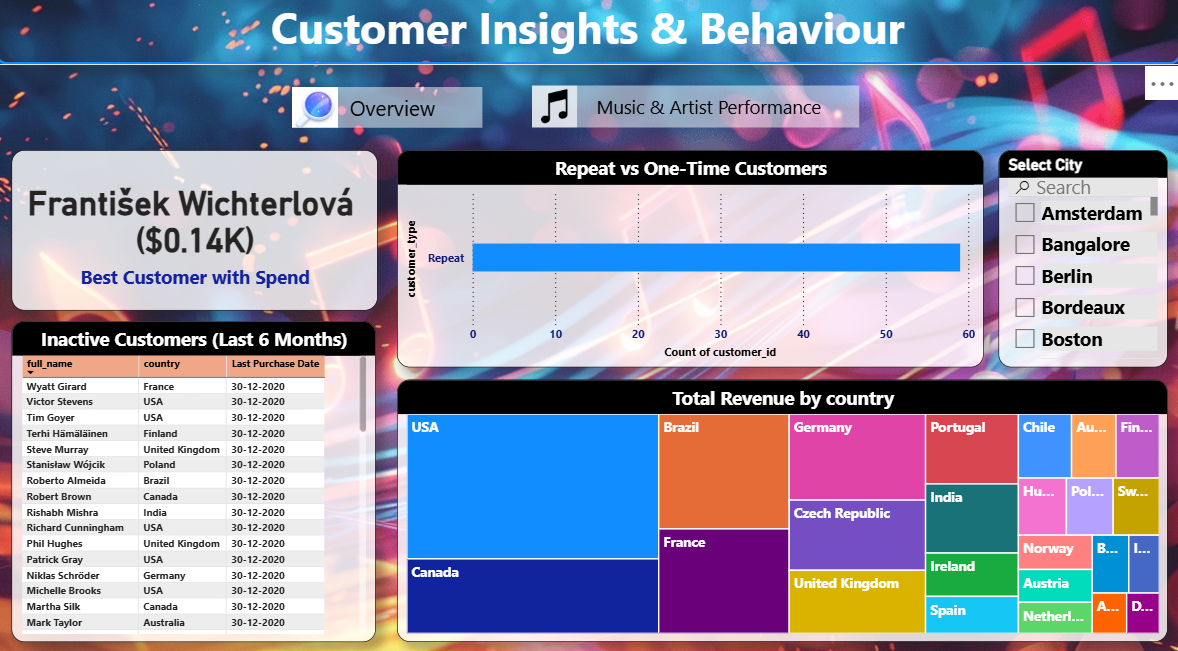 Customer Insights & Behaviour
Overview
Music & Artist Performance
František Wichterlová
($0.14K)
Best Customer with Spend
Repeat vs One-Time Customers
customer_type
Repeat
0 10 20 30 40 50 60
Count of customer_id
Select City
Search
Amsterdam
Bangalore
Berlin
Bordeaux
Boston
Inactive Customers (Last 6 Months)
full_name country Last Purchase Date
Wyatt Girard France 30-12-2020
Victor Stevens USA 30-12-2020
Tim Goyer USA 30-12-2020
Terhi Hämäläinen Finland 30-12-2020
Steve Murray United Kingdom 30-12-2020
Stanisław Wójcik Poland 30-12-2020
Roberto Almeida Brazil 30-12-2020
Robert Brown Canada 30-12-2020
Rishabh Mishra India 30-12-2020
Richard Cunningham USA 30-12-2020
Phil Hughes United Kingdom 30-12-2020
Patrick Gray USA 30-12-2020
Niklas Schröder Germany 30-12-2020
Michelle Brooks USA 30-12-2020
Martha Silk Canada 30-12-2020
Mark Taylor Australia 30-12-2020
Total Revenue by country
USA
Canada
Brazil
France
Germany
Czech Republic
United Kingdom
Portugal
India
Ireland
Spain
Chile
Au...
Fin...
Hu...
Pol...
Sw...
Norway
Austria
Netherl...
B...
I...
A...
D...